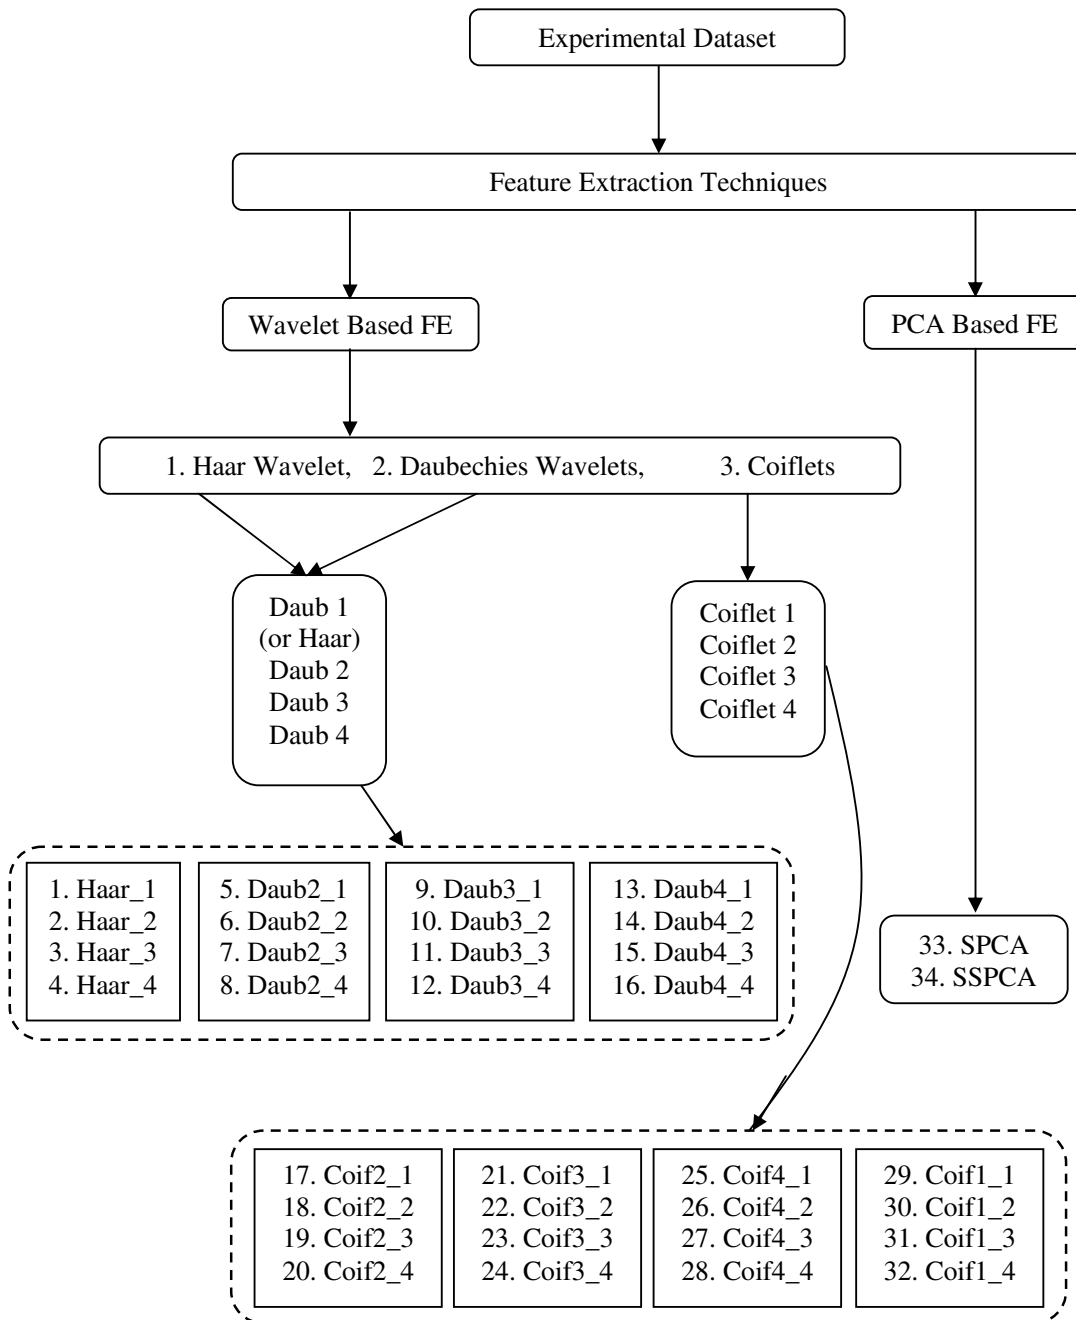 Experimental Dataset
Feature Extraction Techniques
Wavelet Based FE
PCA Based FE
1. Haar Wavelet, 2. Daubechies Wavelets, 3. Coiflets
Daub 1
(or Haar)
Daub 2
Daub 3
Daub 4
Coiflet 1
Coiflet 2
Coiflet 3
Coiflet 4
1. Haar_1
2. Haar_2
3. Haar_3
4. Haar_4
5. Daub2_1
6. Daub2_2
7. Daub2_3
8. Daub2_4
9. Daub3_1
10. Daub3_2
11. Daub3_3
12. Daub3_4
13. Daub4_1
14. Daub4_2
15. Daub4_3
16. Daub4_4
33. SPCA
34. SSPCA
17. Coif2_1
18. Coif2_2
19. Coif2_3
20. Coif2_4
21. Coif3_1
22. Coif3_2
23. Coif3_3
24. Coif3_4
25. Coif4_1
26. Coif4_2
27. Coif4_3
28. Coif4_4
29. Coif1_1
30. Coif1_2
31. Coif1_3
32. Coif1_4